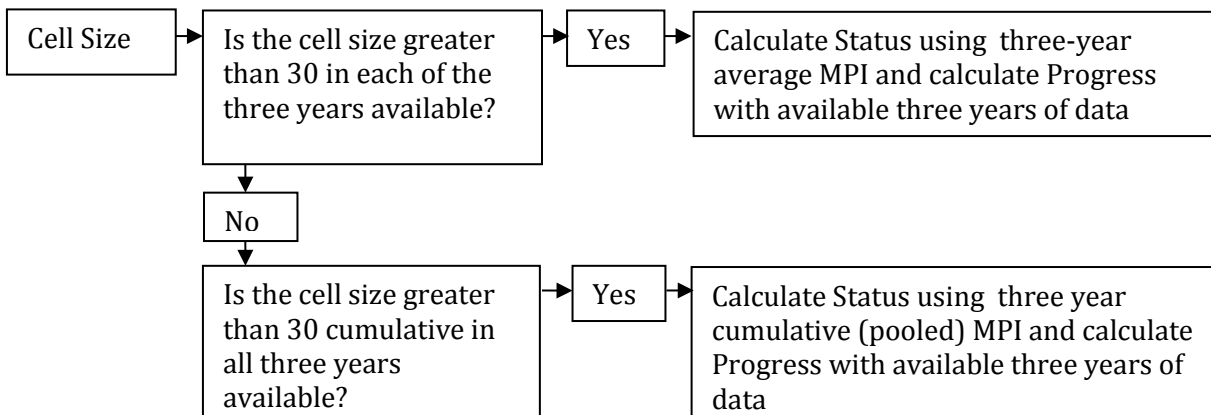 Cell Size
Is the cell size greater
than 30 in each of the
three years available?
Yes
Calculate Status using three-year
average MPI and calculate Progress
with available three years of data
No
Is the cell size greater
than 30 cumulative in
all three years
available?
Yes
Calculate Status using three year
cumulative (pooled) MPI and calculate
Progress with available three years of
data